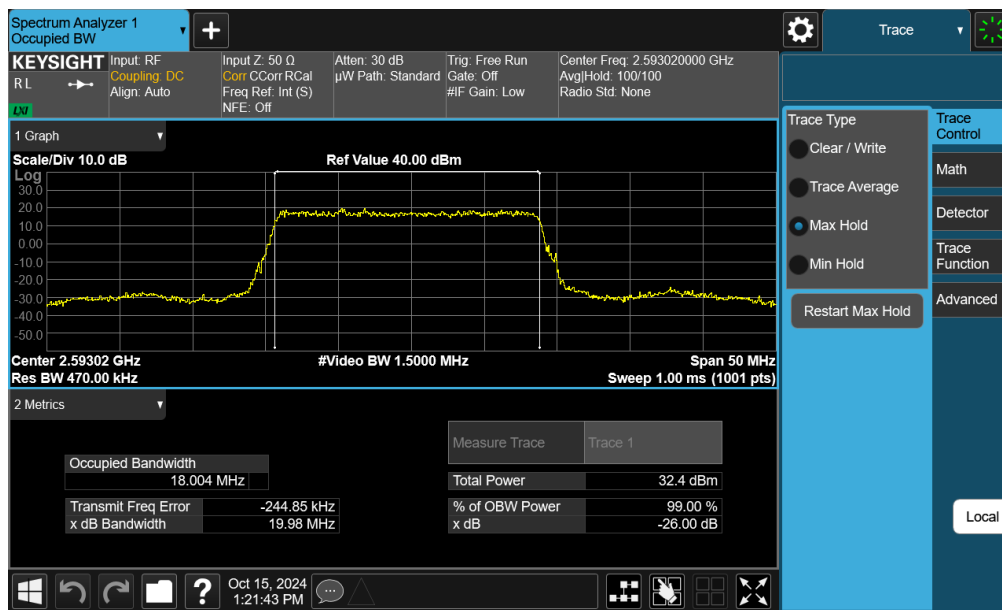 Spectrum Analyzer 1
Occupied BW
Trace
KEYSIGHT
R L
LXI
Input: RF
Coupling: DC
Align: Auto
Input Z: 50 Ω
Corr CCorr RCal
Freq Ref: Int (S)
NFE: Off
Atten: 30 dB
µW Path: Standard
Trig: Free Run
Gate: Off
#IF Gain: Low
Center Freq: 2.593020000 GHz
Avg|Hold: 100/100
Radio Std: None
1 Graph
Scale/Div 10.0 dB
Ref Value 40.00 dBm
Log
30.0
20.0
10.0
0.00
-10.0
-20.0
-30.0
-40.0
-50.0
Center 2.59302 GHz
#Video BW 1.5000 MHz
Span 50 MHz
Res BW 470.00 kHz
Sweep 1.00 ms (1001 pts)
2 Metrics
Measure Trace
Trace 1
Occupied Bandwidth
18.004 MHz
Total Power
32.4 dBm
Transmit Freq Error
-244.85 kHz
% of OBW Power
99.00 %
x dB Bandwidth
19.98 MHz
x dB
-26.00 dB
Trace Type
Clear / Write
Trace Average
Max Hold
Min Hold
Restart Max Hold
Trace
Control
Math
Detector
Trace
Function
Advanced
Local
?
Oct 15, 2024
1:21:43 PM